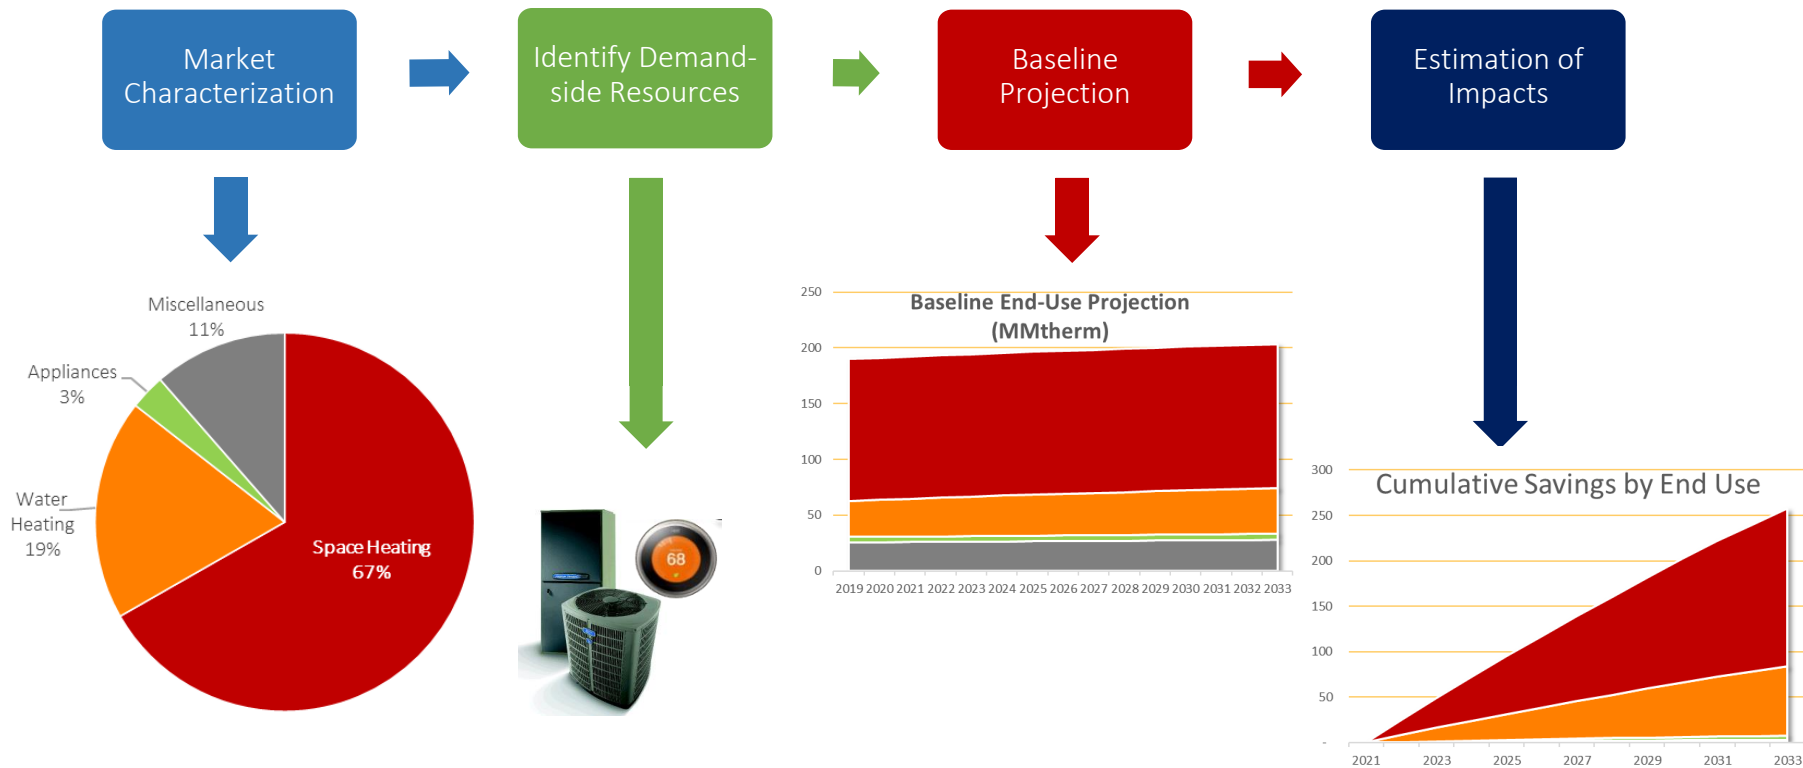 Market
Characterization
Identify Demand-
side Resources
Baseline
Projection
Estimation of
Impacts
Miscellaneous
11%
Appliances
3%
Water
Heating
19%
Space Heating
67%
68
Baseline End-Use Projection
(MMtherm)
250
200
150
100
50
0
2019 2020 2021 2022 2023 2024 2025 2026 2027 2028 2029 2030 2031 2032 2033
Cumulative Savings by End Use
300
250
200
150
100
50
-
2021 2023 2025 2027 2029 2031 2033